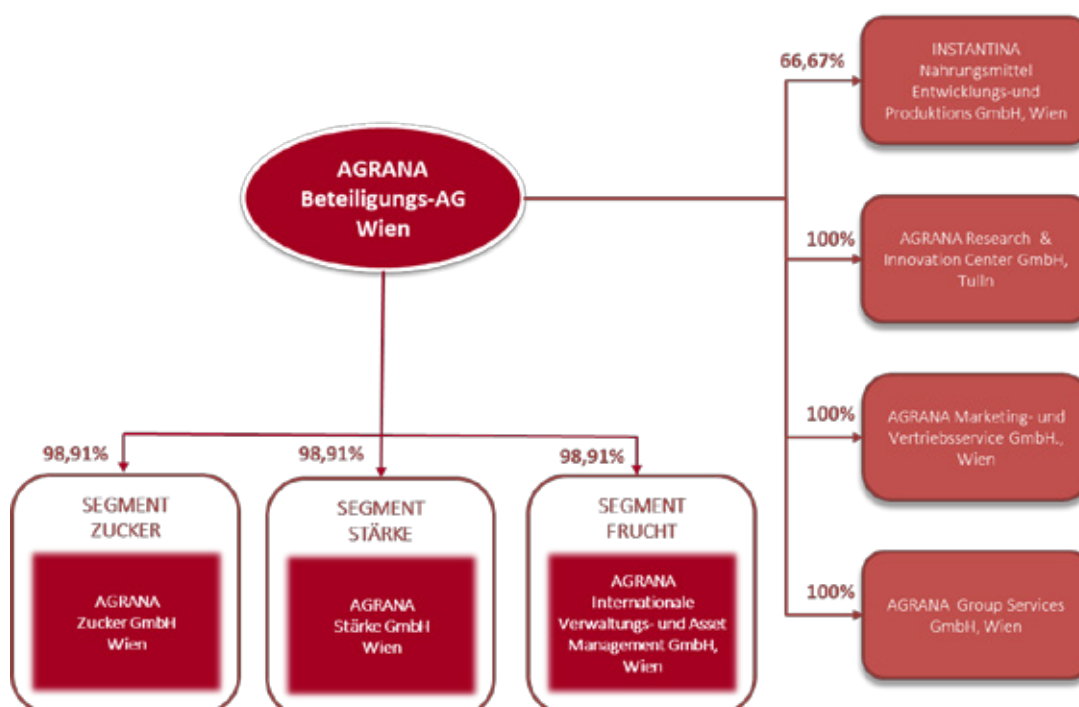 66,67%
INSTANTINA
Nahrungsmittel
Entwicklungs-und
Produktions GmbH, Wien
AGRANA
Beteiligungs-AG
Wien
100%
AGRANA Research &
Innovation Center GmbH,
Tulln
100%
AGRANA Marketing- und
Vertriebsservice GmbH.,
Wien
100%
AGRANA Group Services
GmbH, Wien
98,91%
SEGMENT
ZUCKER
AGRANA
Zucker GmbH
Wien
98,91%
SEGMENT
STÄRKE
AGRANA
Stärke GmbH
Wien
98,91%
SEGMENT
FRUCHT
AGRANA
Internationale
Verwaltungs- und Asset
Management GmbH,
Wien